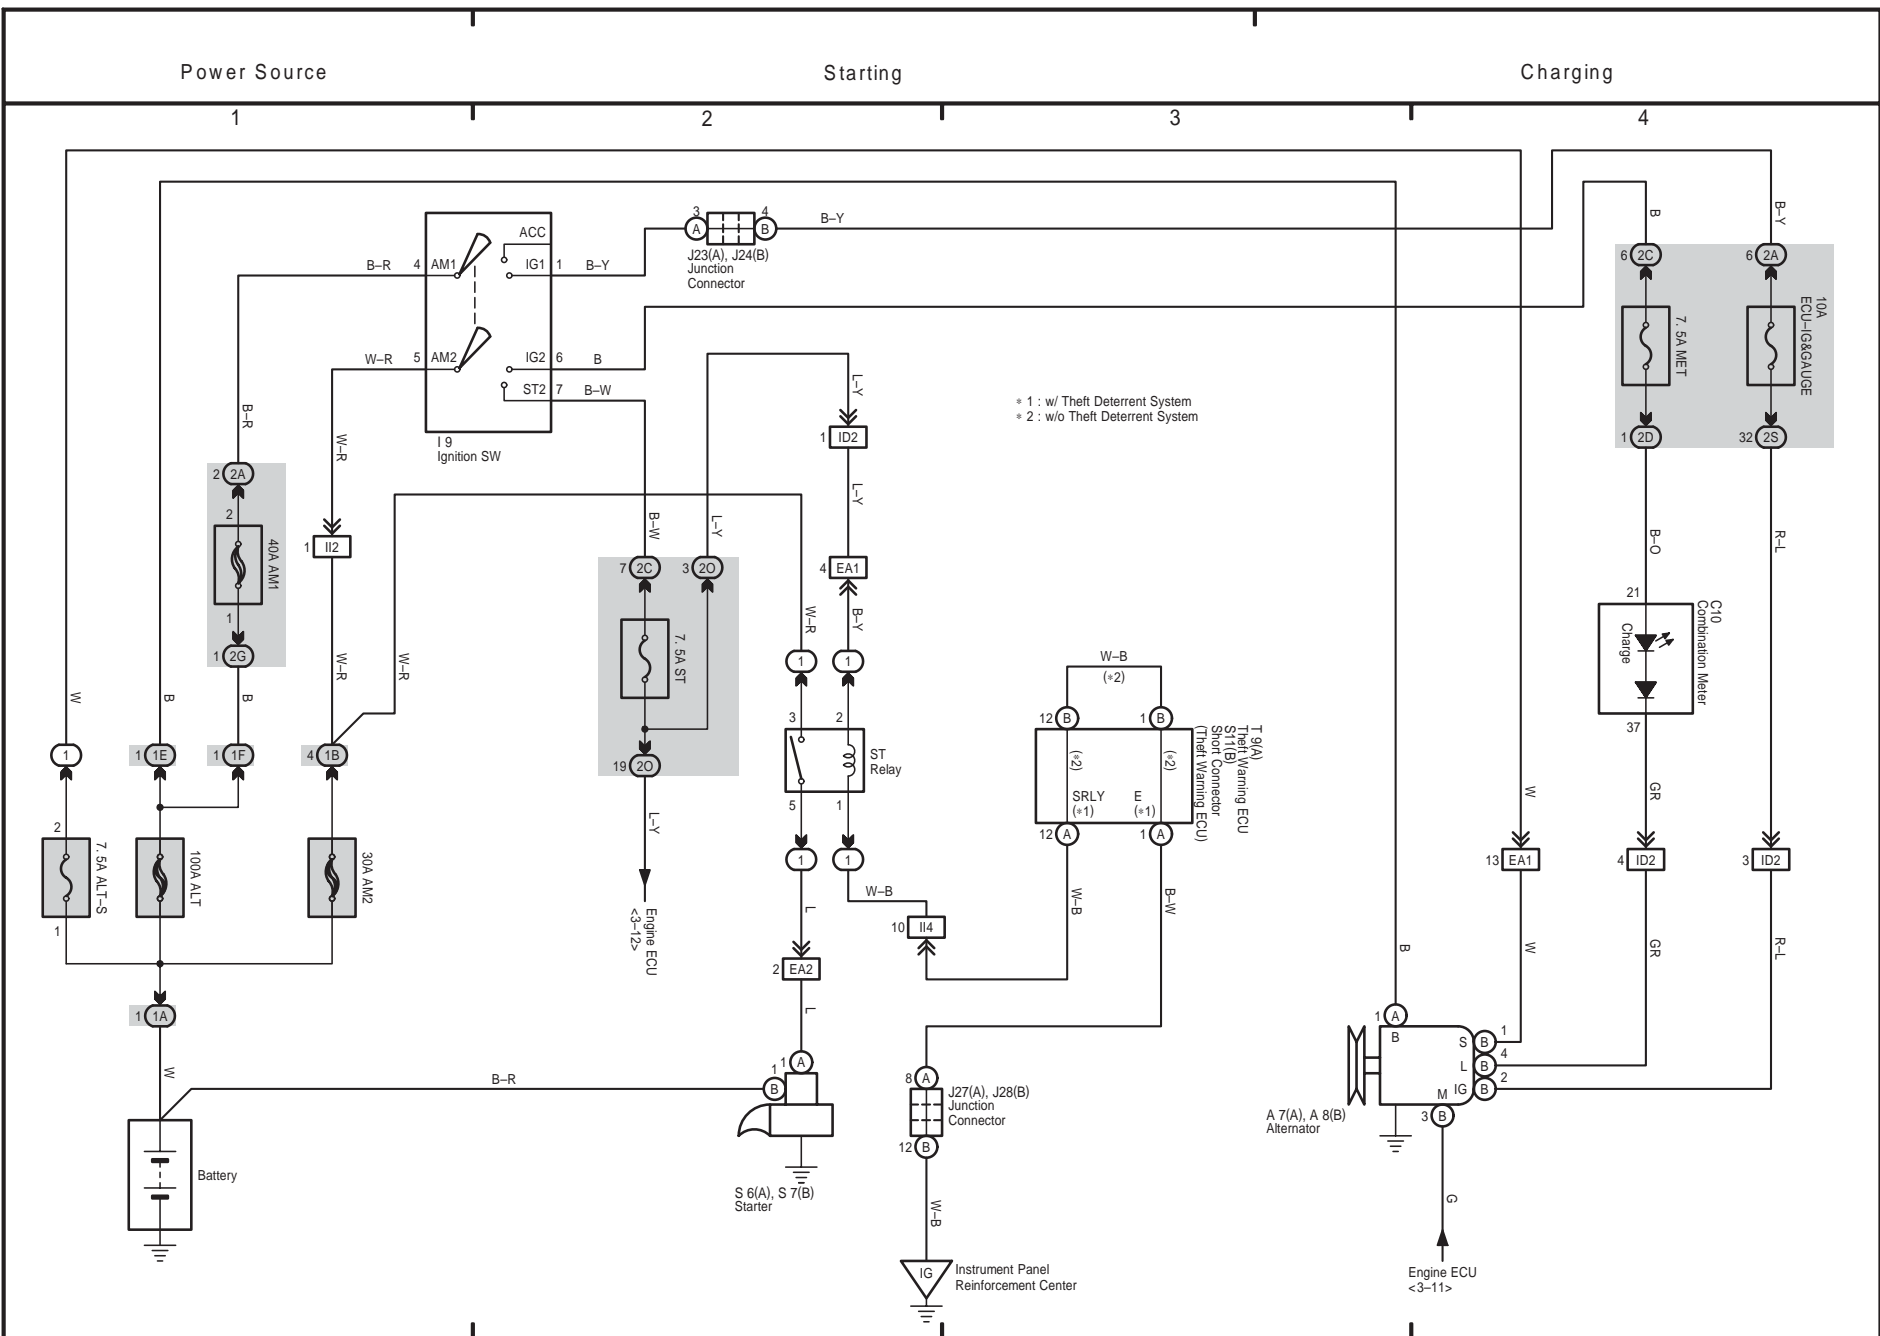 Power Source
Starting
Charging
1
2
3
4
B–Y
B
B–Y
3
A
4
B
J23(A), J24(B)
Junction
Connector
ACC
B–R
4
AM1
IG1
1
B–Y
W–R
5
AM2
IG2
6
B
ST2
7
B–W
I 9
Ignition SW
6
2C
6
2A
7. 5A MET
10A
ECU–IG&GAUGE
1
2D
32
2S
∗ 1 : w/ Theft Deterrent System
∗ 2 : w/o Theft Deterrent System
L–Y
1
ID2
L–Y
4
EA1
B–Y
B–R
W–R
2
2A
2
40A AM1
1
1
2G
B
1
II2
W–R
W–R
B–W
L–Y
7
2C
3
2O
7. 5A ST
19
2O
L–Y
Engine ECU
<3–12>
W–R
1
1
3
2
ST
Relay
5
1
1
1
L
W–B
10
II4
2
EA2
L
W–B
(∗2)
12
B
1
B
(∗2)
(∗2)
SRLY
(∗1)
E
(∗1)
12
A
1
A
T 9(A)
Theft Warning ECU
S11(B)
Short Connector
(Theft Warning ECU)
W–B
B–W
B–O
R–L
21
C10
Combination Meter
Charge
37
GR
W
13
EA1
4
ID2
3
ID2
W
GR
R–L
W
B
1
1
1E
1
1F
4
1B
2
7. 5A ALT–S
1
100A ALT
30A AM2
1
1A
W
B–R
Battery
1
A
1
B
S 6(A), S 7(B)
Starter
8
A
J27(A), J28(B)
Junction
Connector
12
B
W–B
IG
Instrument Panel
Reinforcement Center
B
1
A
B
S
B
1
L
B
4
IG
B
2
M
3
B
A 7(A), A 8(B)
Alternator
G
Engine ECU
<3–11>